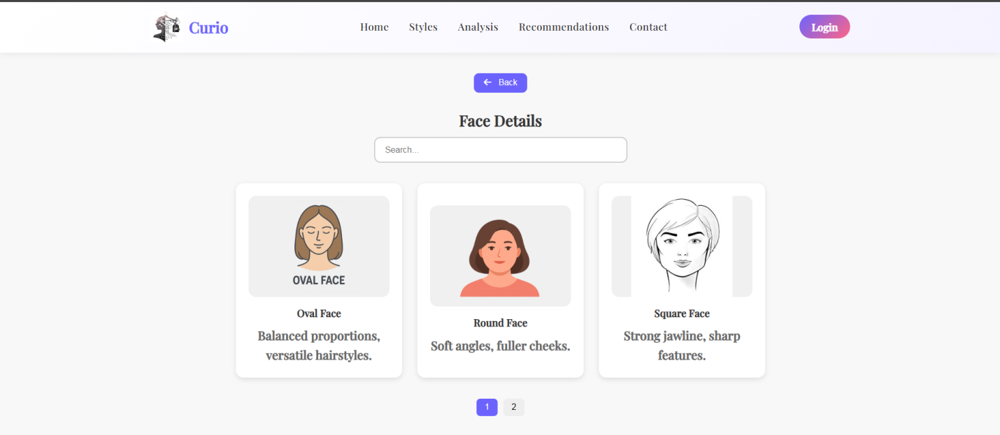 Curio
Home Styles Analysis Recommendations Contact
Login
← Back
Face Details
Search...
OVAL FACE
Oval Face
Balanced proportions,
versatile hairstyles.
Round Face
Soft angles, fuller cheeks.
Square Face
Strong jawline, sharp
features.
1 2